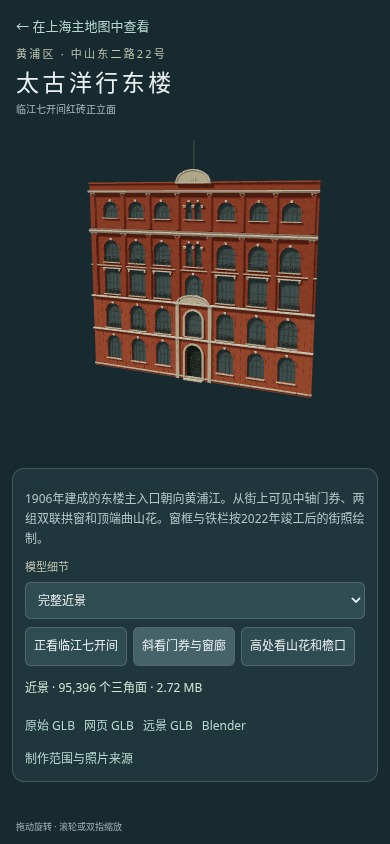 ← 在上海主地图中查看
黄浦区 · 中山东二路22号
太古洋行东楼
临江七开间红砖正立面
1906年建成的东楼主入口朝向黄浦江。从街上可见中轴门券、两
组双联拱窗和顶端曲山花。窗框与铁栏按2022年竣工后的街照绘
制。
模型细节
完整近景
正看临江七开间 斜看门券与窗廊 高处看山花和檐口
近景 · 95,396 个三角面 · 2.72 MB
原始 GLB 网页 GLB 远景 GLB Blender
制作范围与照片来源
拖动旋转 · 滚轮或双指缩放